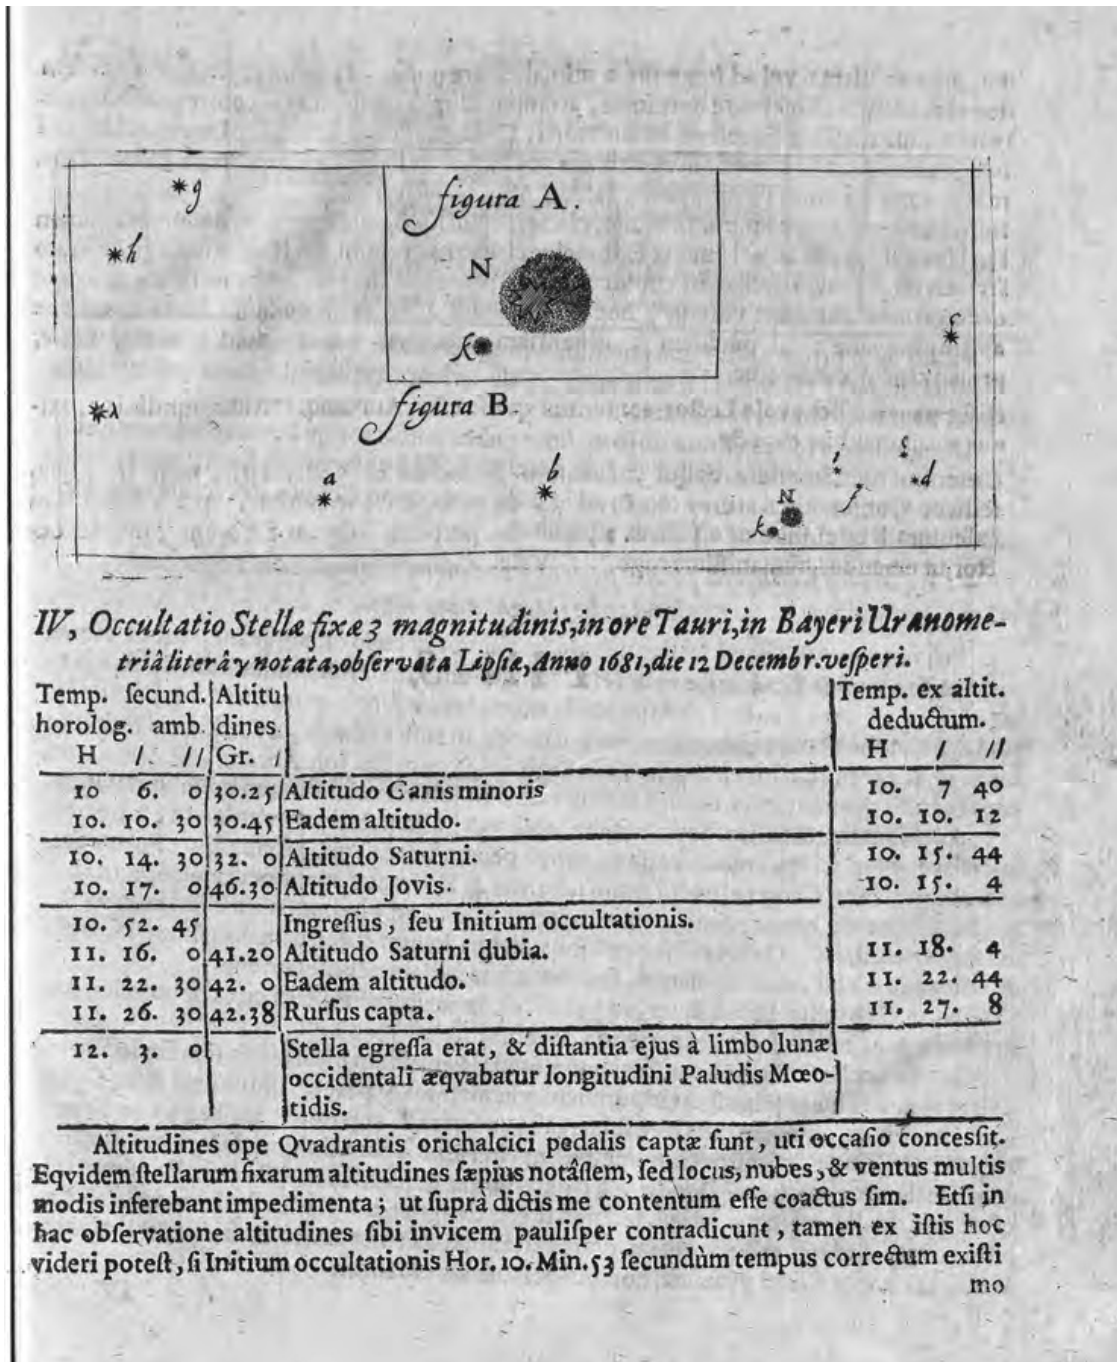 g
figura A.
h
N
c
k
λ
figura B.
a
b
i
e
d
f
N
k
IV, Occultatio Stellæ fixæ 3 magnitudinis, in ore Tauri, in Bayeri Uranome-
triâ literâ γ notata, obſervata Lipſiæ, Anno 1681, die 12 Decembr. veſperi.
Temp. ſecund. Altitu Temp. ex altit.
horolog. amb. dines deductum.
H / // Gr. / H / //
10 6. 0 30.25 Altitudo Canis minoris 10. 7 40
10. 10. 30 30.45 Eadem altitudo. 10. 10. 12
10. 14. 30 32. 0 Altitudo Saturni. 10. 15. 44
10. 17. 0 46.30 Altitudo Jovis. 10. 15. 4
10. 52. 45 Ingreſſus, ſeu Initium occultationis.
11. 16. 0 41.20 Altitudo Saturni dubia. 11. 18. 4
11. 22. 30 42. 0 Eadem altitudo. 11. 22. 44
11. 26. 30 42.38 Rurſus capta. 11. 27. 8
12. 3. 0 Stella egreſſa erat, & diſtantia ejus à limbo lunæ
occidentali æqvabatur longitudini Paludis Mœo-
tidis.
Altitudines ope Qvadrantis orichalcici pedalis captæ ſunt, uti occaſio conceſſit.
Eqvidem ſtellarum fixarum altitudines ſæpius notâſſem, ſed locus, nubes, & ventus multis
modis inferebant impedimenta; ut ſuprà dictis me contentum eſſe coactus ſim. Etſi in
hac obſervatione altitudines ſibi invicem pauliſper contradicunt, tamen ex iſtis hoc
videri poteſt, ſi Initium occultationis Hor. 10. Min. 53 ſecundùm tempus correctum exiſti
mo